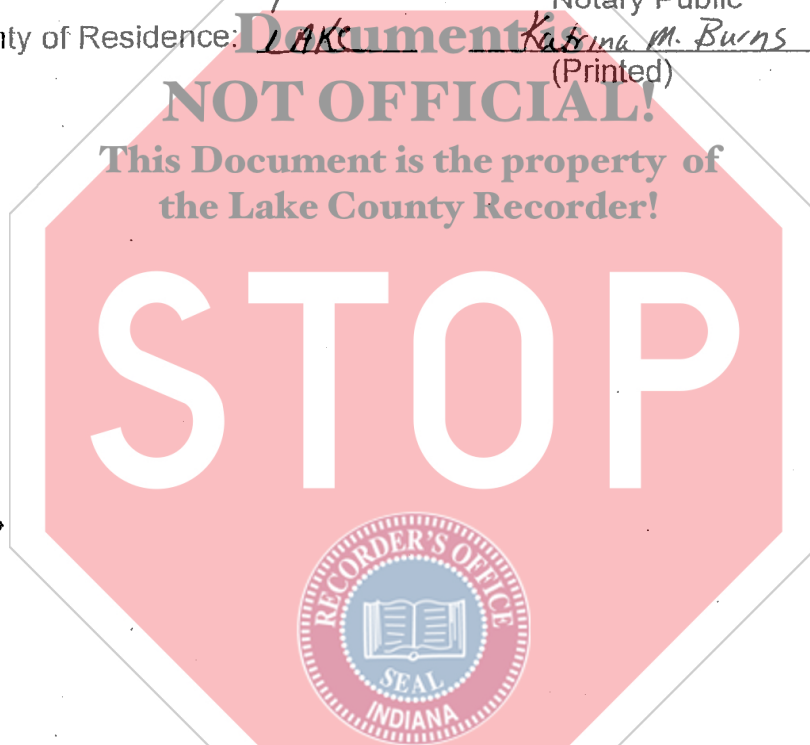 Notary Public
ty of Residence: LAKE Katrina M. Burns
(Printed)
Document is
NOT OFFICIAL!
This Document is the property of
the Lake County Recorder!
STOP
RECORDER'S OFFICE
SEAL
INDIANA